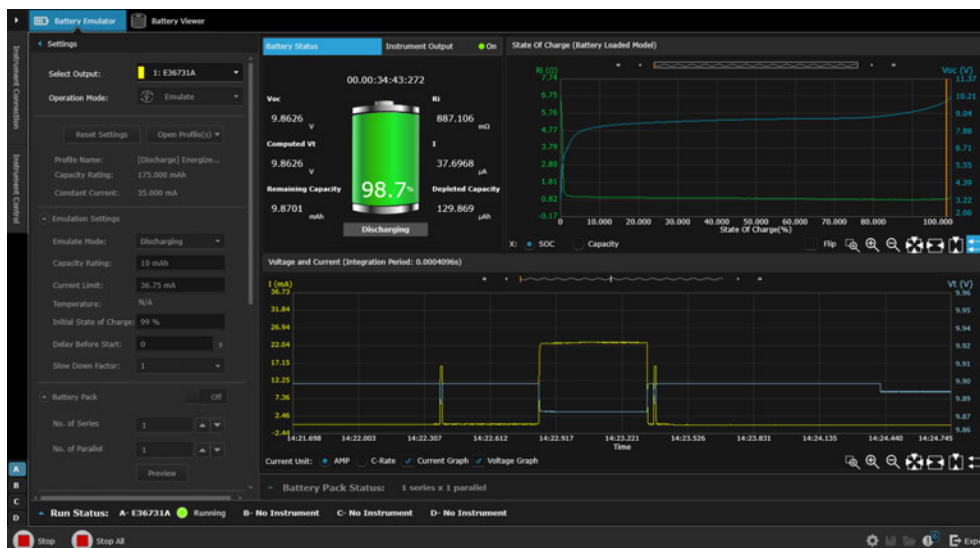 Battery Emulator
Battery Viewer
Instrument Connection
Instrument Control
Settings
Select Output:
1: E36731A
Operation Mode:
Emulate
Reset Settings
Open Profile(s)
Profile Name:
[Discharge] Energize...
Capacity Rating:
175.000 mAh
Constant Current:
35.000 mA
Emulation Settings
Emulate Mode:
Discharging
Capacity Rating:
10 mAh
Current Limit:
36.75 mA
Temperature:
N/A
Initial State of Charge:
99 %
Delay Before Start:
0
s
Slow Down Factor:
1
Battery Pack
Off
No. of Series
1
No. of Parallel
1
Preview
Battery Status
Instrument Output
On
00.00:34:43:272
Voc
9.8626 V
Ri
887.106 mΩ
Computed Vt
9.8626 V
I
37.6968 µA
Remaining Capacity
9.8701 mAh
98.7%
Depleted Capacity
129.869 µAh
Discharging
State Of Charge (Battery Loaded Model)
Ri (Ω)
Voc (V)
7.74
6.75
5.76
4.77
3.79
2.80
1.81
0.82
-0.17
11.37
10.21
9.04
7.88
6.71
5.55
4.39
3.22
2.06
0 10.000 20.000 30.000 40.000 50.000 60.000 70.000 80.000 100.000
State Of Charge(%)
X:
SOC
Capacity
Flip
Voltage and Current (Integration Period: 0.0004096s)
I (mA)
Vt (V)
36.73
31.84
26.94
22.04
17.15
12.25
7.36
2.46
-2.44
9.96
9.95
9.93
9.92
9.91
9.90
9.89
9.87
9.86
14:21.698 14:22.003 14:22.307 14:22.612 14:22.917 14:23.221 14:23.526 14:23.831 14:24.135 14:24.440 14:24.745
Time
Current Unit:
AMP
C-Rate
Current Graph
Voltage Graph
Battery Pack Status:
1 series x 1 parallel
A
B
C
D
Run Status: A- E36731A Running B- No Instrument C- No Instrument D- No Instrument
Stop
Stop All